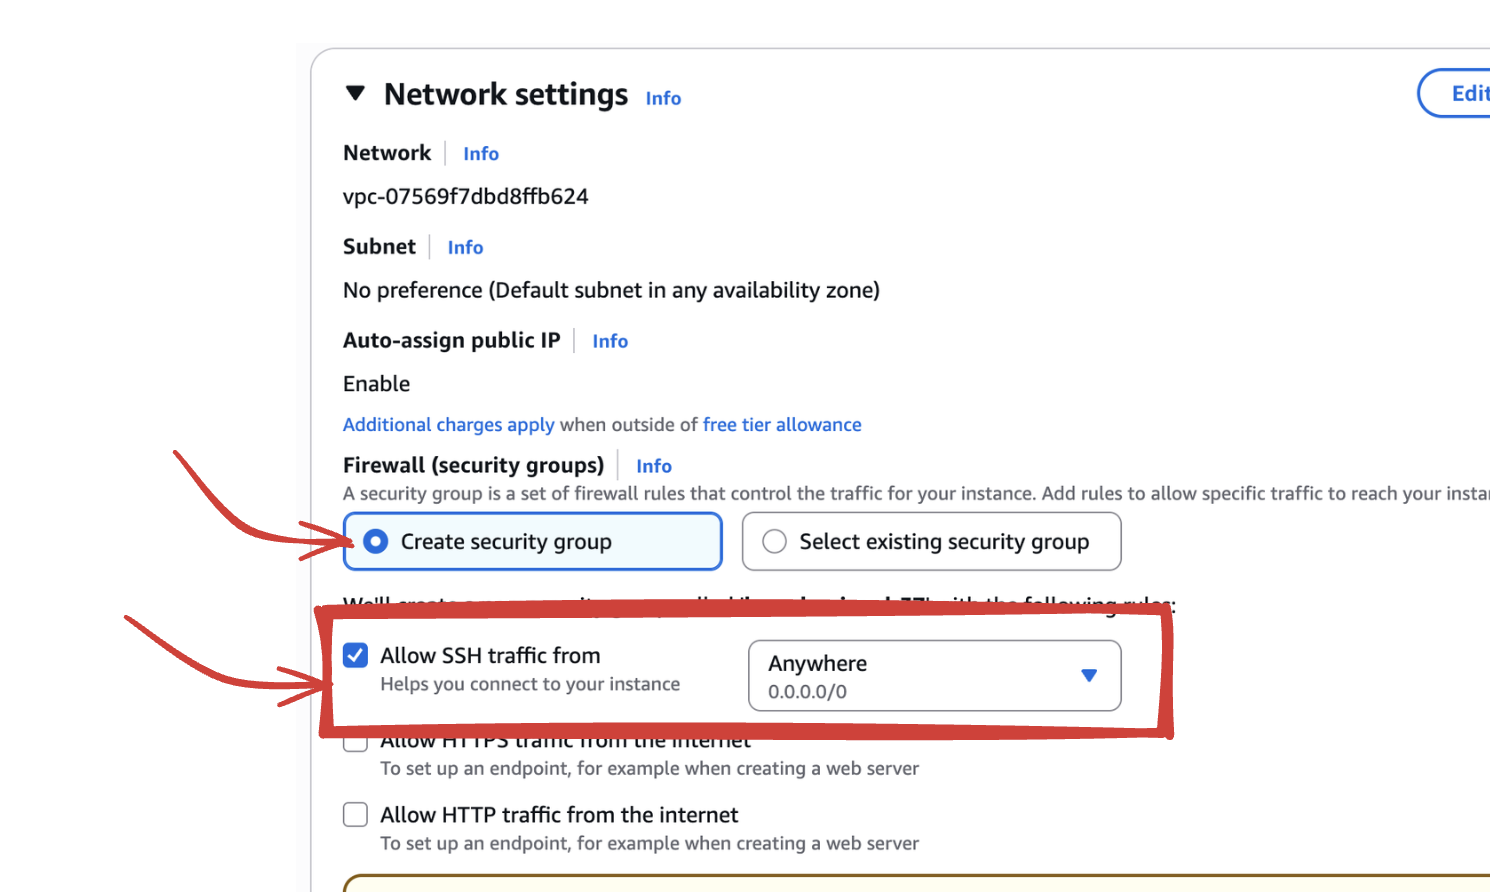 Network settings Info
Edit
Network Info
vpc-07569f7dbd8ffb624
Subnet Info
No preference (Default subnet in any availability zone)
Auto-assign public IP Info
Enable
Additional charges apply when outside of free tier allowance
Firewall (security groups) Info
A security group is a set of firewall rules that control the traffic for your instance. Add rules to allow specific traffic to reach your
Create security group
Select existing security group
We'll create with the following rules:
Allow SSH traffic from
Helps you connect to your instance
Anywhere
0.0.0.0/0
Allow HTTPS traffic from the internet
To set up an endpoint, for example when creating a web server
Allow HTTP traffic from the internet
To set up an endpoint, for example when creating a web server